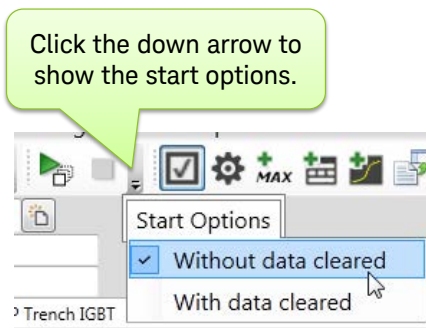 Click the down arrow to
show the start options.
MAX
Start Options
Without data cleared
With data cleared
P Trench IGBT